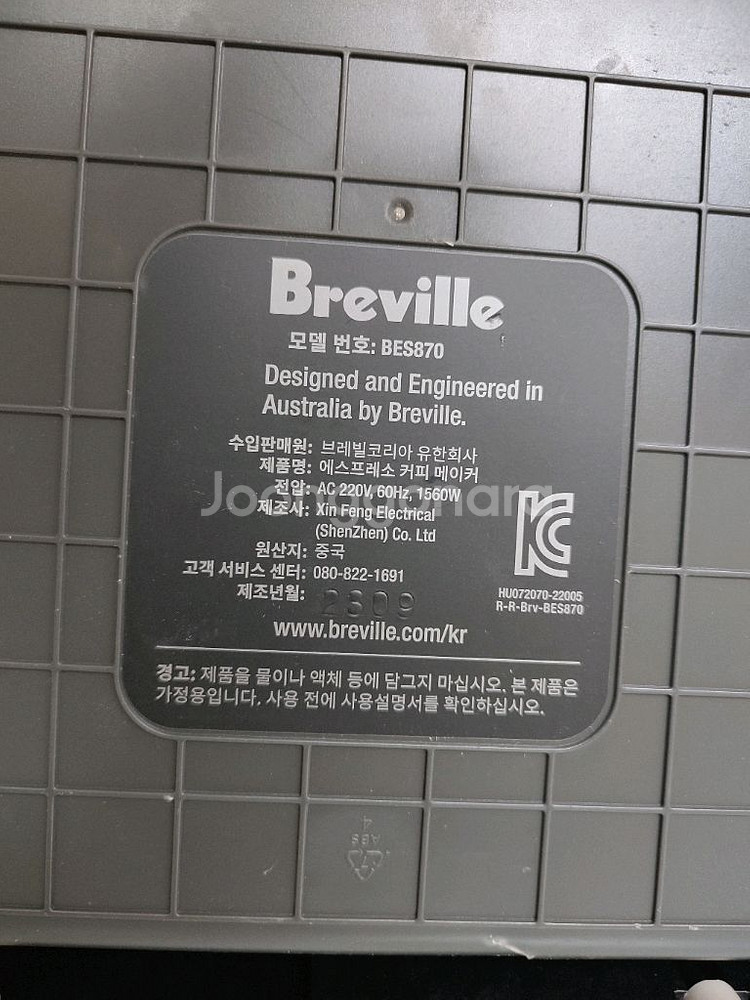 Breville
모델 번호: BES870
Designed and Engineered in
Australia by Breville.
수입판매원: 브레빌코리아 유한회사
제품명: 에스프레소 커피 메이커
전압: AC 220V, 60Hz, 1560W
Joonggonara
제조사: Xin Feng Electrical
(ShenZhen) Co. Ltd
원산지: 중국
고객 서비스 센터: 080-822-1691
제조년월: 2309
HU072070-22005
R-R-Brv-BES870
www.breville.com/kr
경고: 제품을 물이나 액체 등에 담그지 마십시오. 본 제품은
가정용입니다. 사용 전에 사용설명서를 확인하십시오.
4
ABS